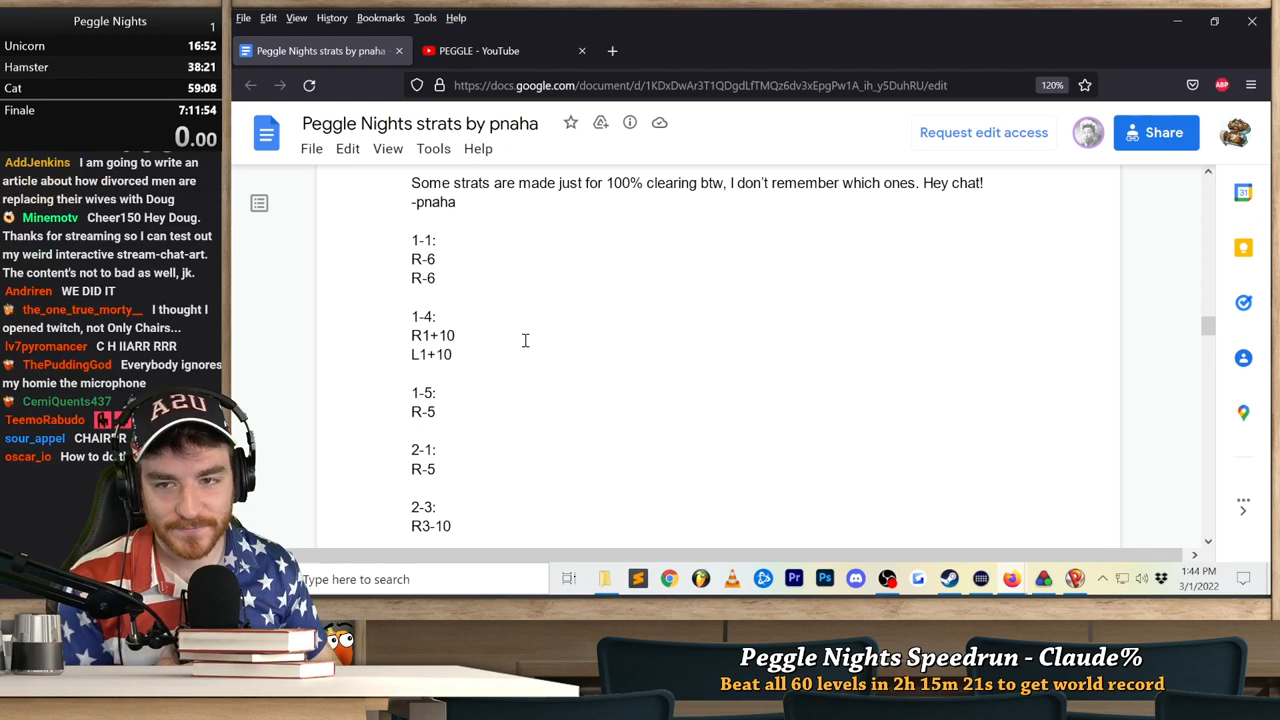 Peggle Nights
1
Unicorn 16:52
Hamster 38:21
Cat 59:08
Finale 7:11:54
0.00
AddJenkins I am going to write an
article about how divorced men are
replacing their wives with Doug
Minemotv Cheer150 Hey Doug.
Thanks for streaming so I can test out
my weird interactive stream-chat-art.
The content's not to bad as well, jk.
Andriren WE DID IT
the_one_true_morty__ I thought I
opened twitch, not Only Chairs...
lv7pyromancer C H IIARR RRR
ThePuddingGod Everybody ignores
my homie the microphone
CemiQuents437
TeemoRabudo
sour_appel
oscar_io How to do
A2U
File Edit View History Bookmarks Tools Help
Peggle Nights strats by pnaha
PEGGLE - YouTube
https://docs.google.com/document/d/1KDxDwAr3T1QDgdLfTMQz6dv3xEpgPw1A_ih_y5DuhRU/edit
120%
ABP
Peggle Nights strats by pnaha
File Edit View Tools Help
Request edit access
Share
Some strats are made just for 100% clearing btw, I don't remember which ones. Hey chat!
-pnaha
1-1:
R-6
R-6
1-4:
R1+10
L1+10
1-5:
R-5
2-1:
R-5
2-3:
R3-10
Type here to search
Pr
Ps
1:44 PM
3/1/2022
Peggle Nights Speedrun - Claude%
Beat all 60 levels in 2h 15m 21s to get world record